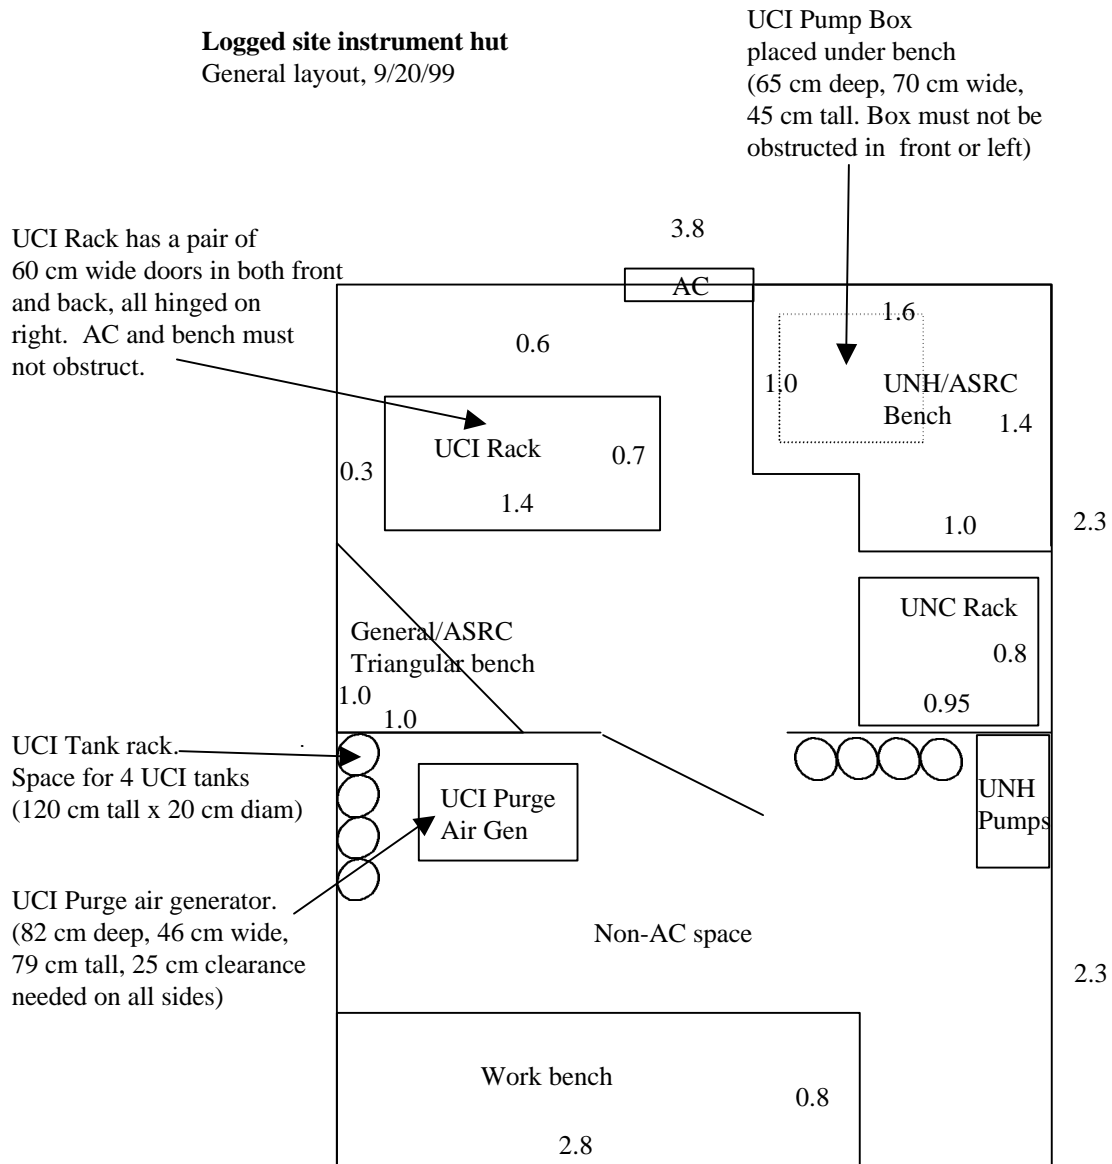 Logged site instrument hut
General layout, 9/20/99
UCI Pump Box
placed under bench
(65 cm deep, 70 cm wide,
45 cm tall. Box must not be
obstructed in  front or left)
UCI Rack has a pair of
60 cm wide doors in both front
and back, all hinged on
right.  AC and bench must
not obstruct.
3.8
AC
0.6
1.6
1.0
UNH/ASRC
Bench
1.4
UCI Rack
0.7
0.3
1.4
1.0
2.3
UNC Rack
0.8
0.95
General/ASRC
Triangular bench
1.0
1.0
UCI Tank rack.
Space for 4 UCI tanks
(120 cm tall x 20 cm diam)
UCI Purge
Air Gen
UNH
Pumps
UCI Purge air generator.
(82 cm deep, 46 cm wide,
79 cm tall, 25 cm clearance
needed on all sides)
Non-AC space
2.3
Work bench
0.8
2.8